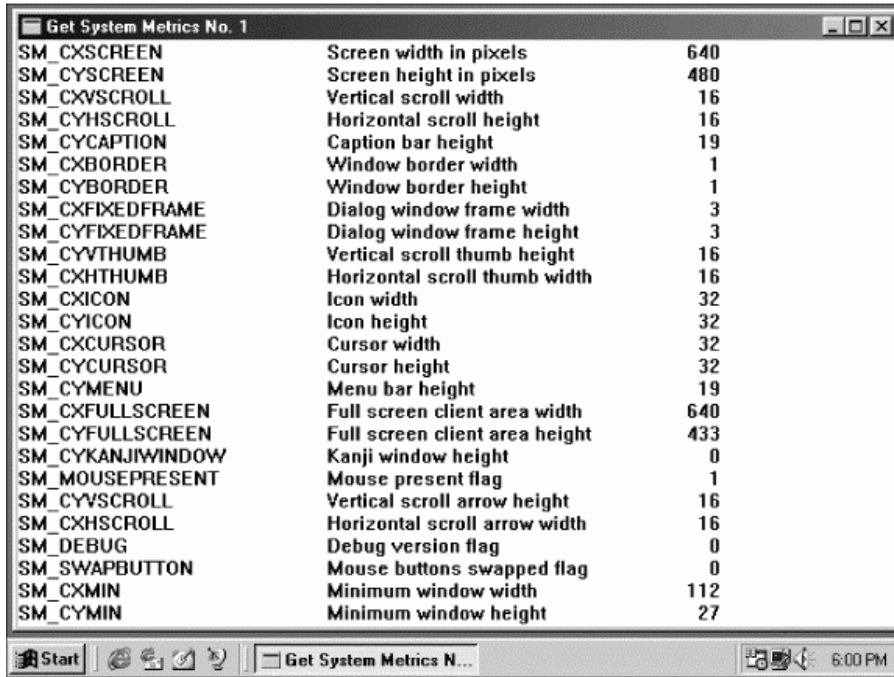 Get System Metrics No. 1
SM_CXSCREEN Screen width in pixels 640
SM_CYSCREEN Screen height in pixels 480
SM_CXVSCROLL Vertical scroll width 16
SM_CYHSCROLL Horizontal scroll height 16
SM_CYCAPTION Caption bar height 19
SM_CXBORDER Window border width 1
SM_CYBORDER Window border height 1
SM_CXFIXEDFRAME Dialog window frame width 3
SM_CYFIXEDFRAME Dialog window frame height 3
SM_CYVTHUMB Vertical scroll thumb height 16
SM_CXHTHUMB Horizontal scroll thumb width 16
SM_CXICON Icon width 32
SM_CYICON Icon height 32
SM_CXCURSOR Cursor width 32
SM_CYCURSOR Cursor height 32
SM_CYMENU Menu bar height 19
SM_CXFULLSCREEN Full screen client area width 640
SM_CYFULLSCREEN Full screen client area height 433
SM_CYKANJIWINDOW Kanji window height 0
SM_MOUSEPRESENT Mouse present flag 1
SM_CYVSCROLL Vertical scroll arrow height 16
SM_CXHSCROLL Horizontal scroll arrow width 16
SM_DEBUG Debug version flag 0
SM_SWAPBUTTON Mouse buttons swapped flag 0
SM_CXMIN Minimum window width 112
SM_CYMIN Minimum window height 27
Start Get System Metrics N... 6:00 PM